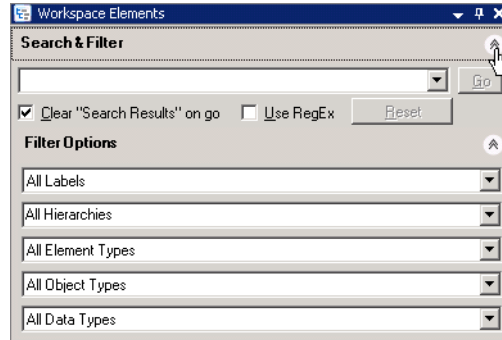 Workspace Elements
Search & Filter
Go
Clear "Search Results" on go Use RegEx Reset
Filter Options
All Labels
All Hierarchies
All Element Types
All Object Types
All Data Types